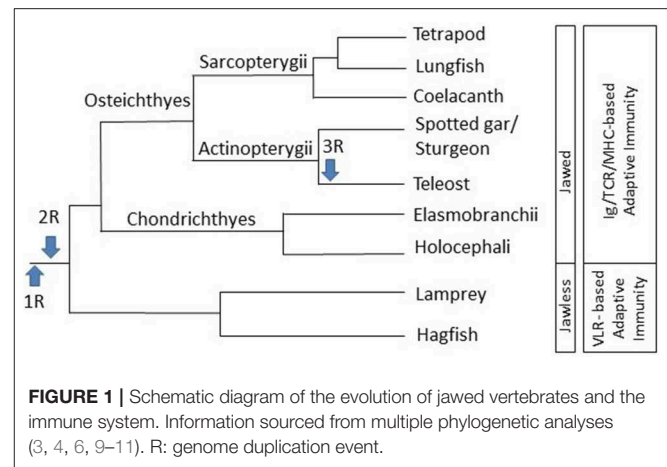 Tetrapod
Sarcopterygii
Lungfish
Osteichthyes
Coelacanth
Spotted gar/
Sturgeon
Actinopterygii
3R
Teleost
Elasmobranchii
Chondrichthyes
2R
Holocephali
1R
Lamprey
Hagfish
Jawed
Jawless
Ig/TCR/MHC-based
Adaptive Immunity
VLR- based
Adaptive
Immunity
FIGURE 1 | Schematic diagram of the evolution of jawed vertebrates and the
immune system. Information sourced from multiple phylogenetic analyses
(3, 4, 6, 9–11). R: genome duplication event.